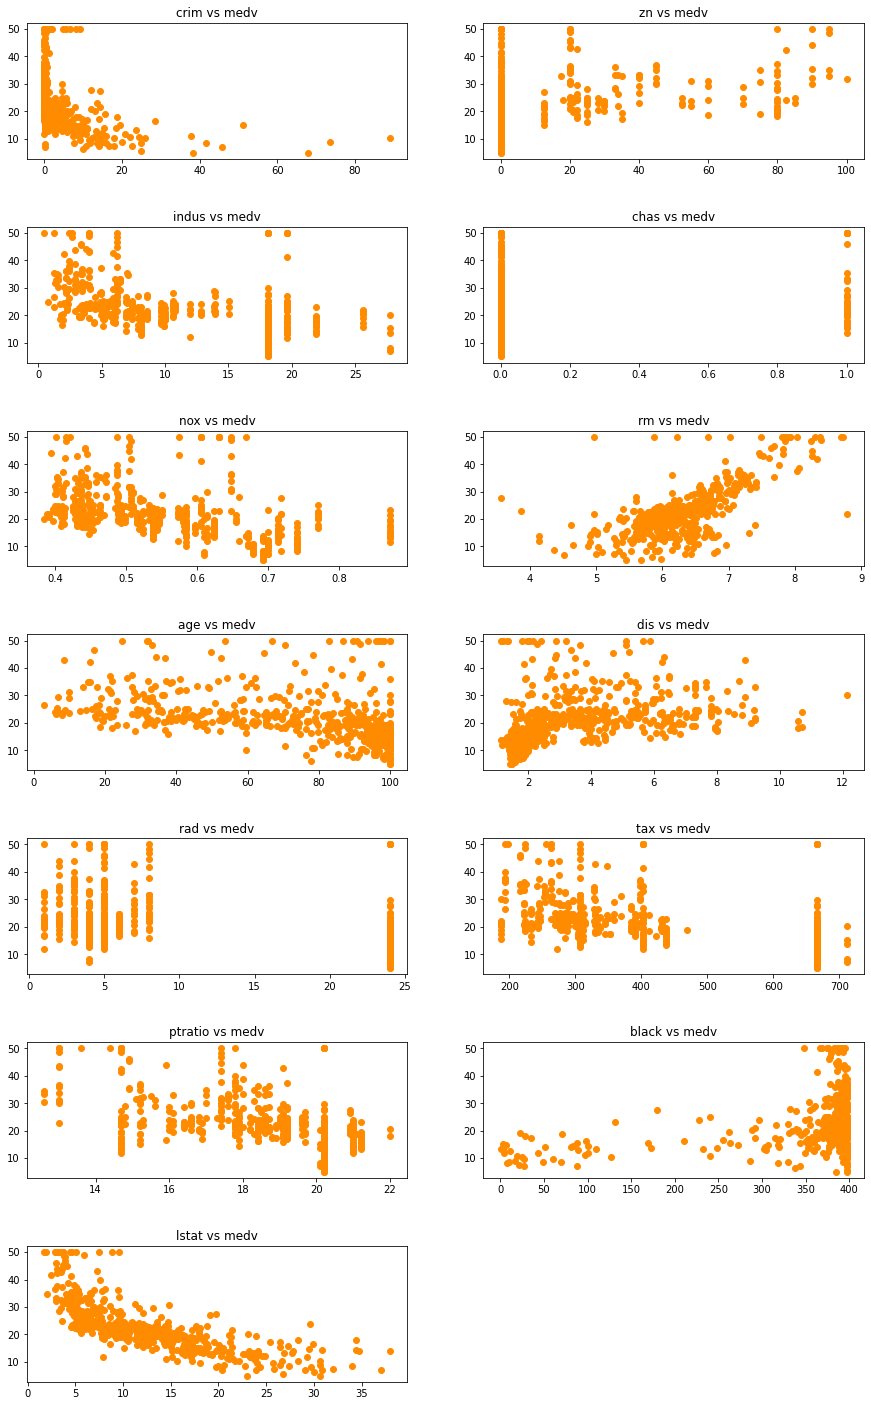 crim vs medv
50
40
30
20
10
0 20 40 60 80
zn vs medv
50
40
30
20
10
0 20 40 60 80 100
indus vs medv
50
40
30
20
10
0 5 10 15 20 25
chas vs medv
50
40
30
20
10
0.0 0.2 0.4 0.6 0.8 1.0
nox vs medv
50
40
30
20
10
0.4 0.5 0.6 0.7 0.8
rm vs medv
50
40
30
20
10
4 5 6 7 8 9
age vs medv
50
40
30
20
10
0 20 40 60 80 100
dis vs medv
50
40
30
20
10
2 4 6 8 10 12
rad vs medv
50
40
30
20
10
0 5 10 15 20 25
tax vs medv
50
40
30
20
10
200 300 400 500 600 700
ptratio vs medv
50
40
30
20
10
14 16 18 20 22
black vs medv
50
40
30
20
10
0 50 100 150 200 250 300 350 400
lstat vs medv
50
40
30
20
10
0 5 10 15 20 25 30 35